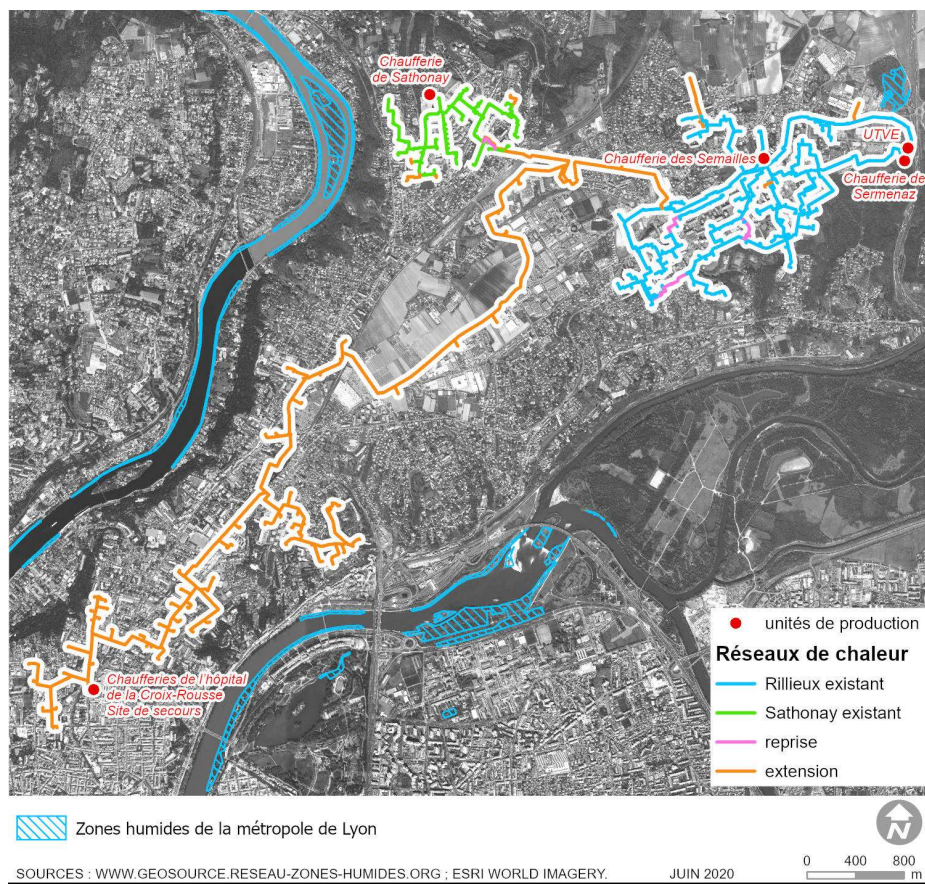 Chaufferie
de Sathonay
UTVE
Chaufferie des Semailles
Chaufferie de
Sermenaz
Chaufferies de l'hôpital
de la Croix-Rousse
Site de secours
unités de production
Réseaux de chaleur
Rillieux existant
Sathonay existant
reprise
extension
Zones humides de la métropole de Lyon
N
SOURCES : WWW.GEOSOURCE.RESEAU-ZONES-HUMIDES.ORG ; ESRI WORLD IMAGERY. JUIN 2020
0 400 800
m